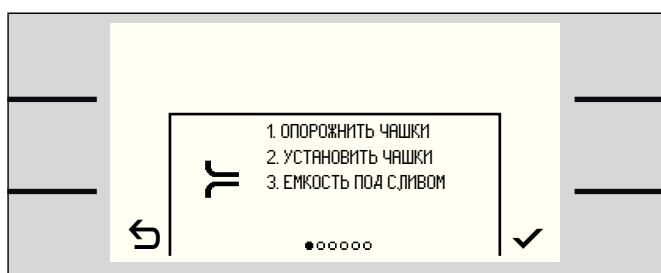 1. ОПОРОЖНИТЬ ЧАШКИ
2. УСТАНОВИТЬ ЧАШКИ
3. ЕМКОСТЬ ПОД СЛИВОМ